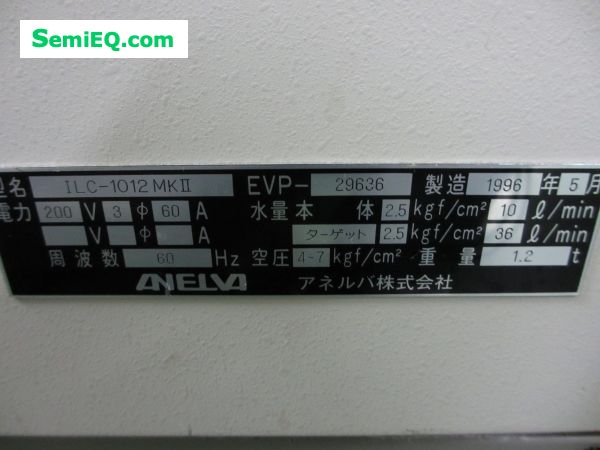 SemiEQ.com
型名 ILC-1012MKII EVP- 29636 製造 1996 年 5 月
電力 200 V 3 φ 60 A 水量 本体 2.5 kgf/cm² 10 ℓ/min
V φ A ターゲット 2.5 kgf/cm² 36 ℓ/min
周波数 60 Hz 空圧 4-7 kgf/cm² 重量 1.2 t
ANELVA アネルバ株式会社